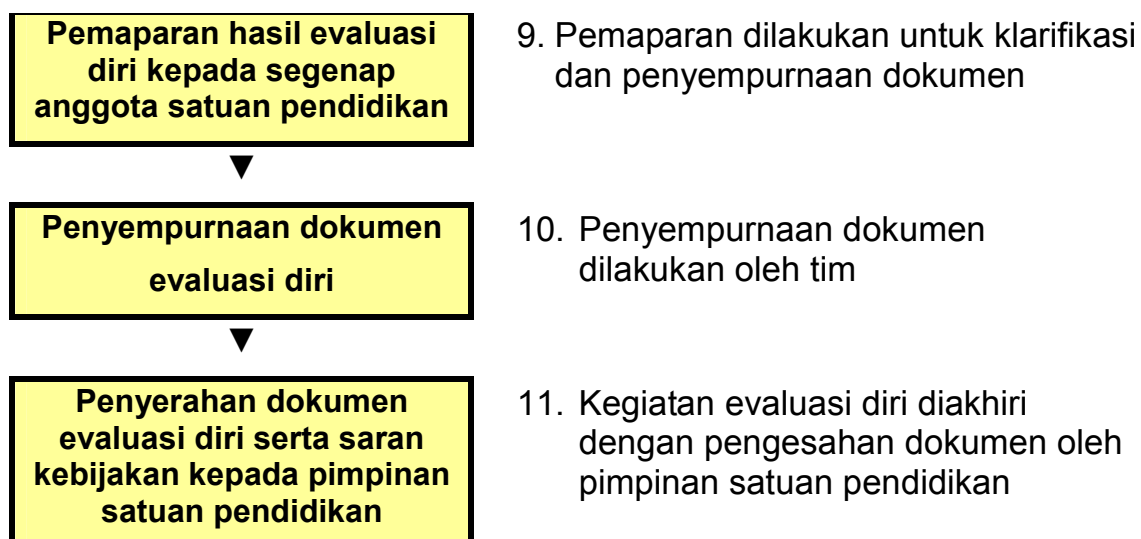 Pemaparan hasil evaluasi
diri kepada segenap
anggota satuan pendidikan
9. Pemaparan dilakukan untuk klarifikasi
dan penyempurnaan dokumen
▼
Penyempurnaan dokumen
evaluasi diri
10. Penyempurnaan dokumen
dilakukan oleh tim
▼
Penyerahan dokumen
evaluasi diri serta saran
kebijakan kepada pimpinan
satuan pendidikan
11. Kegiatan evaluasi diri diakhiri
dengan pengesahan dokumen oleh
pimpinan satuan pendidikan